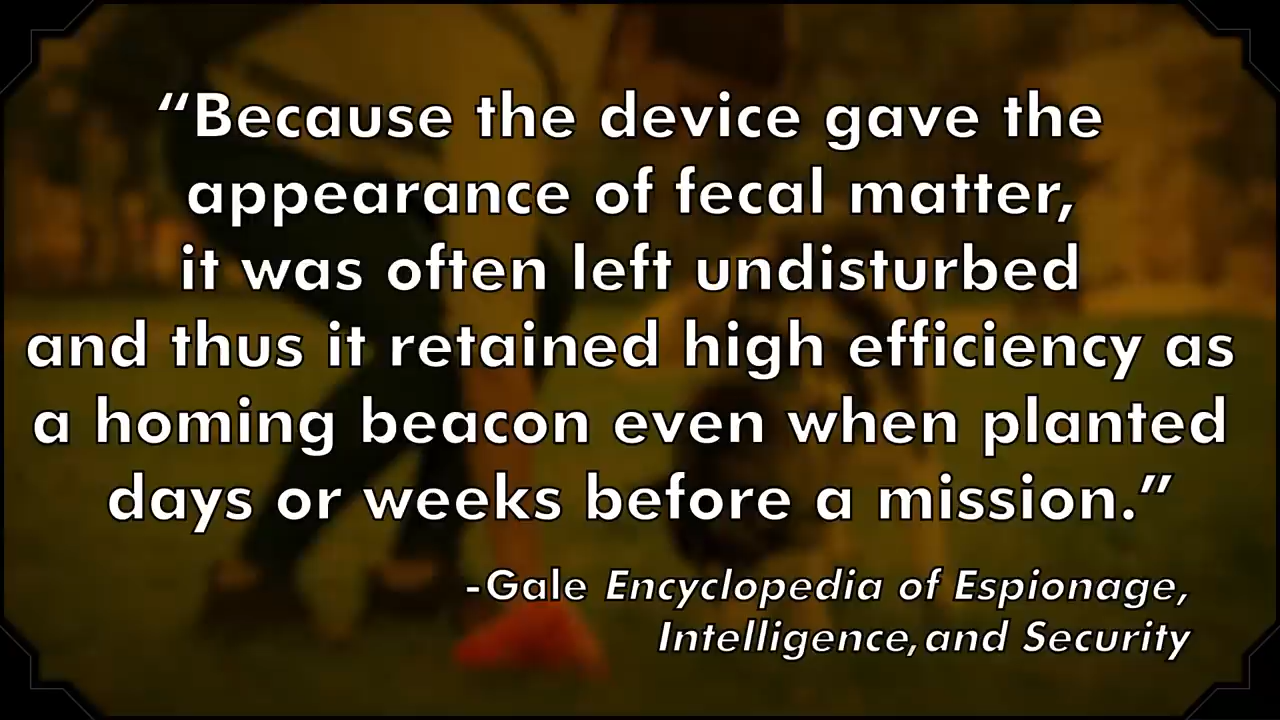 “Because the device gave the
appearance of fecal matter,
it was often left undisturbed
and thus it retained high efficiency as
a homing beacon even when planted
days or weeks before a mission.”
-Gale Encyclopedia of Espionage,
Intelligence, and Security